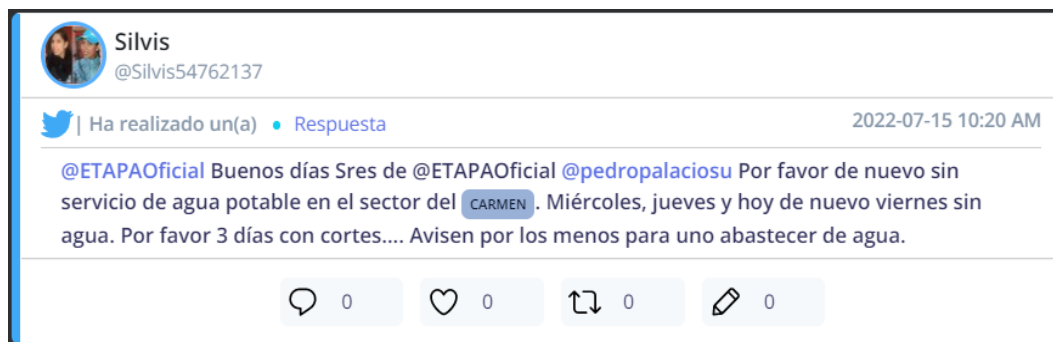 Silvis
@Silvis54762137
| Ha realizado un(a) • Respuesta 2022-07-15 10:20 AM
@ETAPAOficial Buenos días Sres de @ETAPAOficial @pedropalaciosu Por favor de nuevo sin
servicio de agua potable en el sector del CARMEN . Miércoles, jueves y hoy de nuevo viernes sin
agua. Por favor 3 días con cortes.... Avisen por los menos para uno abastecer de agua.
0 0 0 0